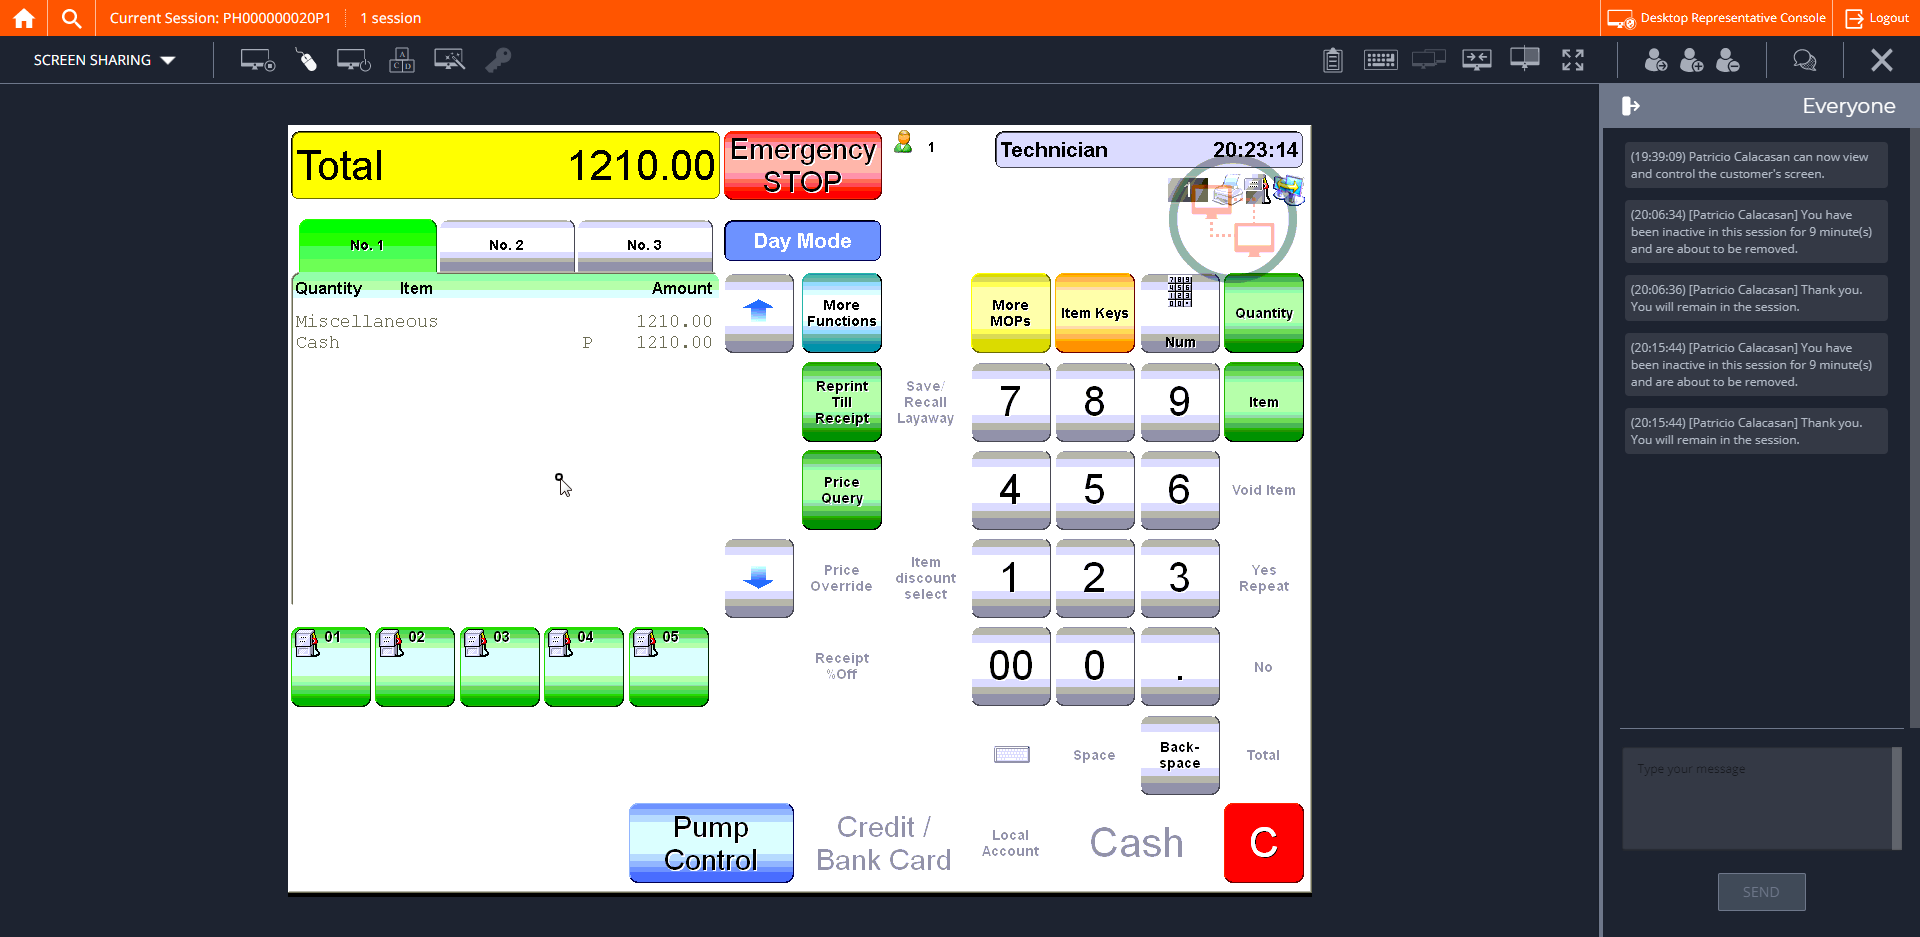 Current Session: PH000000020P1
1 session
Desktop Representative Console
Logout
SCREEN SHARING
Everyone
Total 1210.00
Emergency
STOP
1
Technician 20:23:14
1
No. 1
No. 2
No. 3
Day Mode
Quantity Item Amount
Miscellaneous 1210.00
Cash P 1210.00
More
Functions
More
MOPs
Item Keys
Num
Quantity
Reprint
Till
Receipt
Save/
Recall
Layaway
7
8
9
Item
Price
Query
4
5
6
Void Item
Price
Override
Item
discount
select
1
2
3
Yes
Repeat
01
02
03
04
05
Receipt
%Off
00
0
.
No
Space
Back-
space
Total
Pump
Control
Credit /
Bank Card
Local
Account
Cash
C
(19:39:09) Patricio Calacasan can now view
and control the customer's screen.
(20:06:34) [Patricio Calacasan] You have
been inactive in this session for 9 minute(s)
and are about to be removed.
(20:06:36) [Patricio Calacasan] Thank you.
You will remain in the session.
(20:15:44) [Patricio Calacasan] You have
been inactive in this session for 9 minute(s)
and are about to be removed.
(20:15:44) [Patricio Calacasan] Thank you.
You will remain in the session.
Type your message
SEND